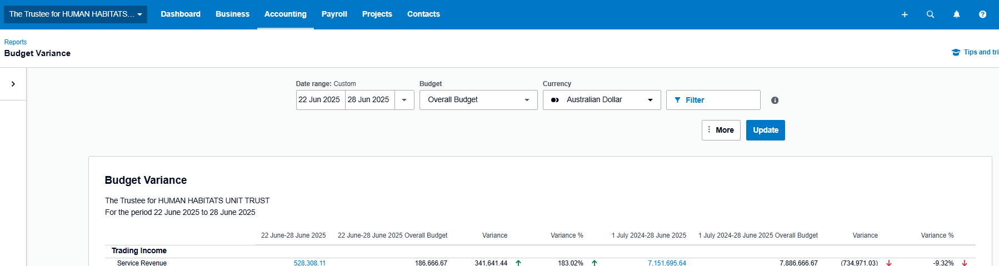 The Trustee for HUMAN HABITATS... Dashboard Business Accounting Payroll Projects Contacts
Reports
Budget Variance
Tips and tri
Date range: Custom Budget Currency
22 Jun 2025 28 Jun 2025 Overall Budget Australian Dollar Filter
More Update
Budget Variance
The Trustee for HUMAN HABITATS UNIT TRUST
For the period 22 June 2025 to 28 June 2025
22 June-28 June 2025 22 June-28 June 2025 Overall Budget Variance Variance % 1 July 2024-28 June 2025 1 July 2024-28 June 2025 Overall Budget Variance Variance %
Trading Income
Service Revenue 528,308.11 186,666.67 341,641.44 183.02% 7,151,695.64 7,886,666.67 (734,971.03) -9.32%